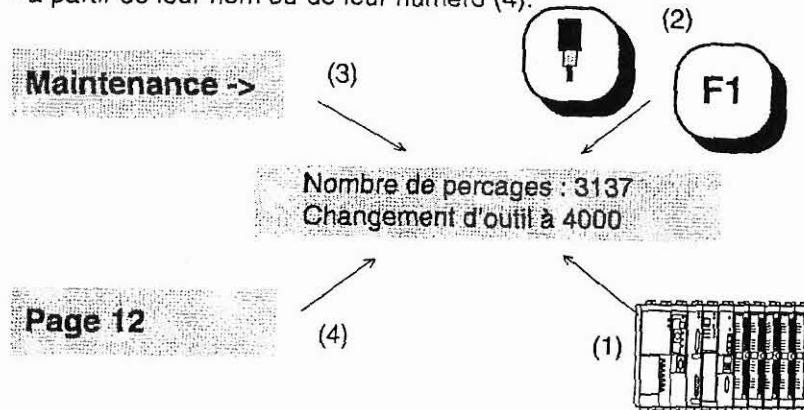 à partir de leur nom ou de leur numéro (4).
(2)
Maintenance ->
(3)
F1
Nombre de percages : 3137
Changement d'outil à 4000
Page 12
(4)
(1)